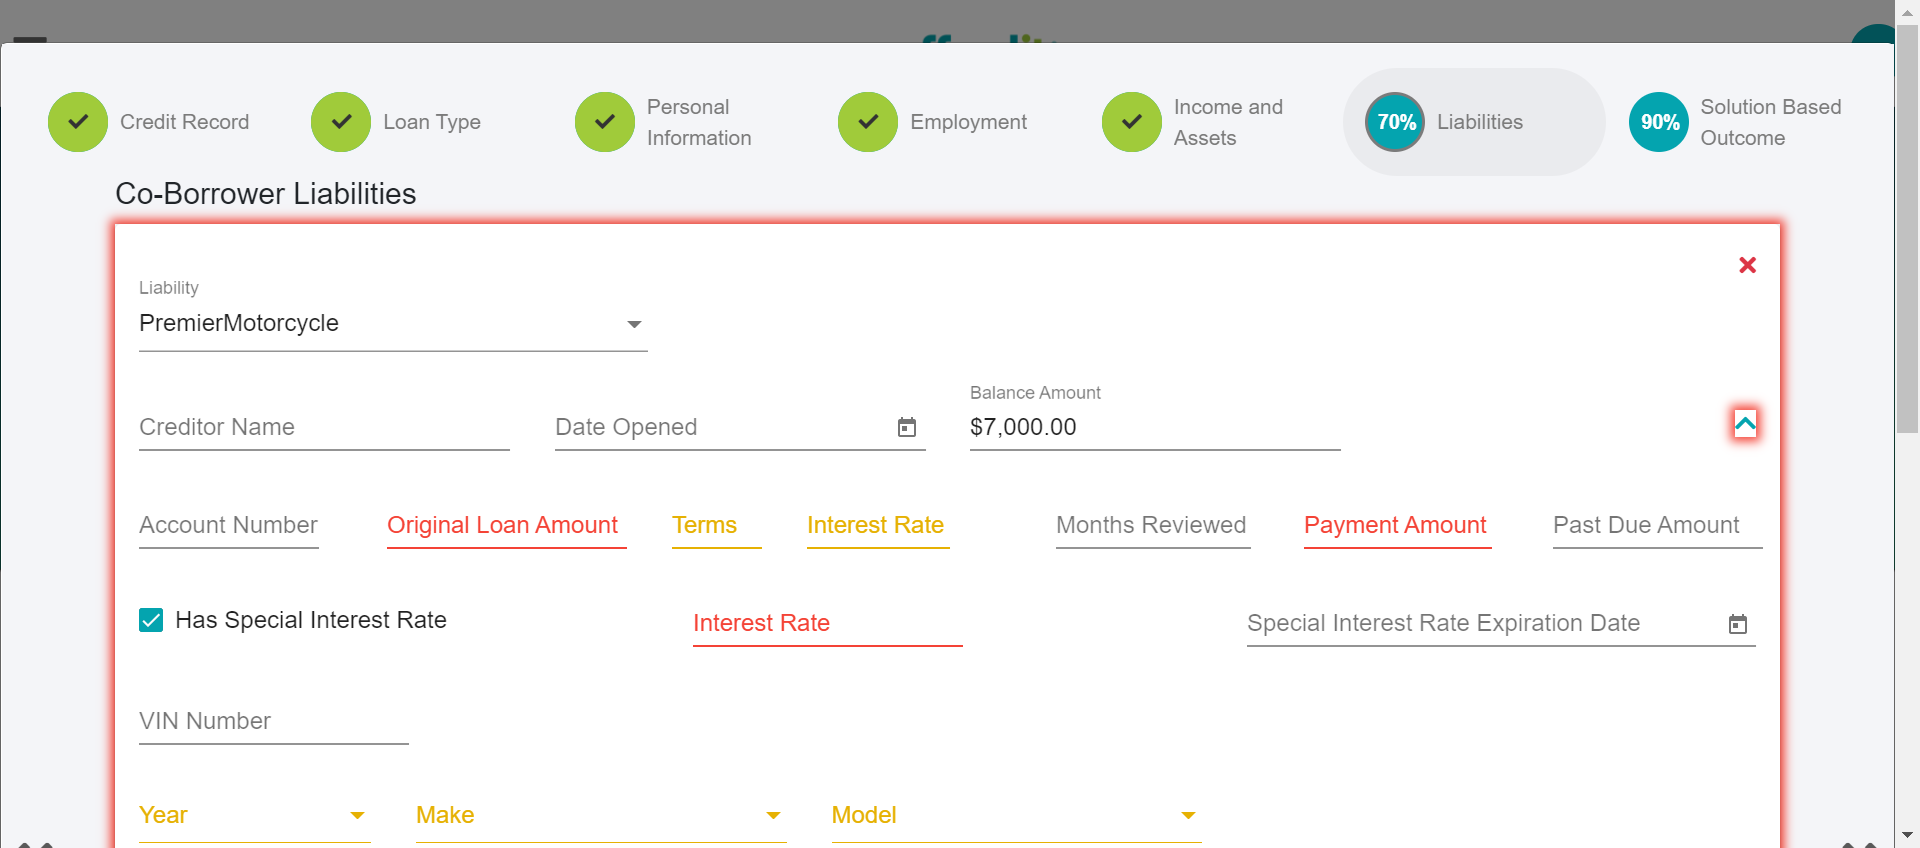 Credit Record
Loan Type
Personal
Information
Employment
Income and
Assets
70%
Liabilities
90%
Solution Based
Outcome
Co-Borrower Liabilities
Liability
PremierMotorcycle
Creditor Name
Date Opened
Balance Amount
$7,000.00
Account Number
Original Loan Amount
Terms
Interest Rate
Months Reviewed
Payment Amount
Past Due Amount
Has Special Interest Rate
Interest Rate
Special Interest Rate Expiration Date
VIN Number
Year
Make
Model